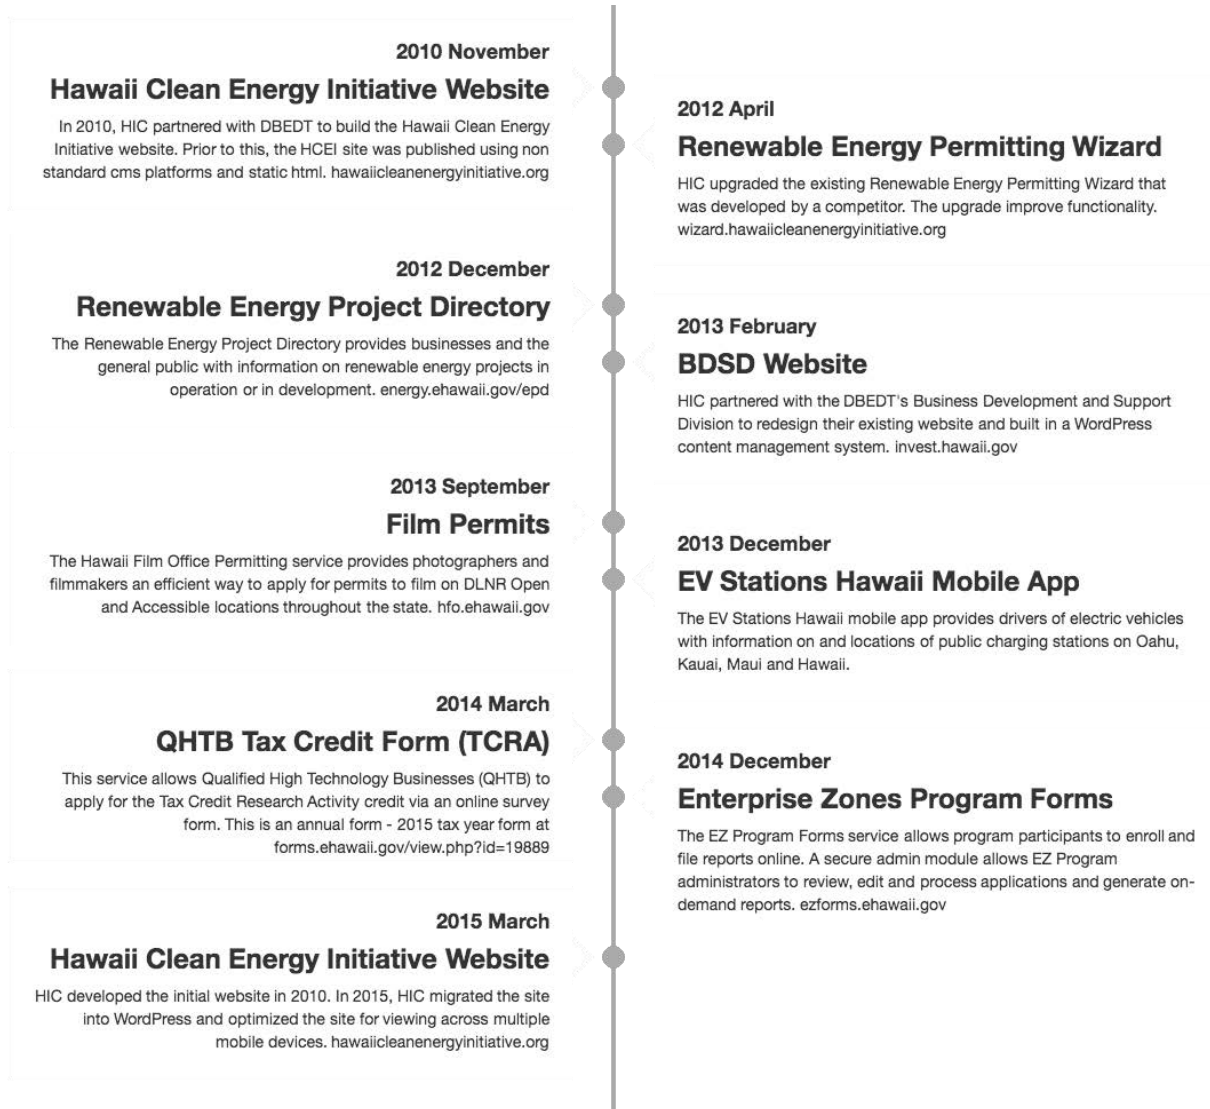 2010 November
Hawaii Clean Energy Initiative Website
In 2010, HIC partnered with DBEDT to build the Hawaii Clean Energy
Initiative website. Prior to this, the HCEI site was published using non
standard cms platforms and static html. hawaiicleanenergyinitiative.org
2012 April
Renewable Energy Permitting Wizard
HIC upgraded the existing Renewable Energy Permitting Wizard that
was developed by a competitor. The upgrade improve functionality.
wizard.hawaiicleanenergyinitiative.org
2012 December
Renewable Energy Project Directory
The Renewable Energy Project Directory provides businesses and the
general public with information on renewable energy projects in
operation or in development. energy.ehawaii.gov/epd
2013 February
BDSD Website
HIC partnered with the DBEDT's Business Development and Support
Division to redesign their existing website and built in a WordPress
content management system. invest.hawaii.gov
2013 September
Film Permits
The Hawaii Film Office Permitting service provides photographers and
filmmakers an efficient way to apply for permits to film on DLNR Open
and Accessible locations throughout the state. hfo.ehawaii.gov
2013 December
EV Stations Hawaii Mobile App
The EV Stations Hawaii mobile app provides drivers of electric vehicles
with information on and locations of public charging stations on Oahu,
Kauai, Maui and Hawaii.
2014 March
QHTB Tax Credit Form (TCRA)
This service allows Qualified High Technology Businesses (QHTB) to
apply for the Tax Credit Research Activity credit via an online survey
form. This is an annual form - 2015 tax year form at
forms.ehawaii.gov/view.php?id=19889
2014 December
Enterprise Zones Program Forms
The EZ Program Forms service allows program participants to enroll and
file reports online. A secure admin module allows EZ Program
administrators to review, edit and process applications and generate on-
demand reports. ezforms.ehawaii.gov
2015 March
Hawaii Clean Energy Initiative Website
HIC developed the initial website in 2010. In 2015, HIC migrated the site
into WordPress and optimized the site for viewing across multiple
mobile devices. hawaiicleanenergyinitiative.org